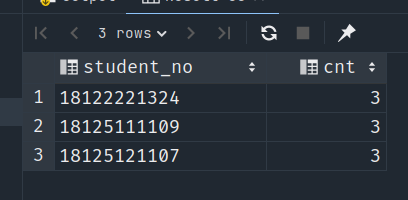 3 rows
student_no cnt
1 18122221324 3
2 18125111109 3
3 18125121107 3